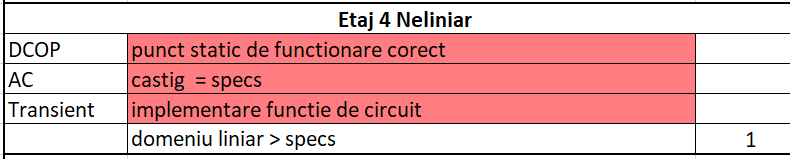 Etaj 4 Neliniar
DCOP punct static de functionare corect
AC castig = specs
Transient implementare functie de circuit
domeniu liniar > specs 1